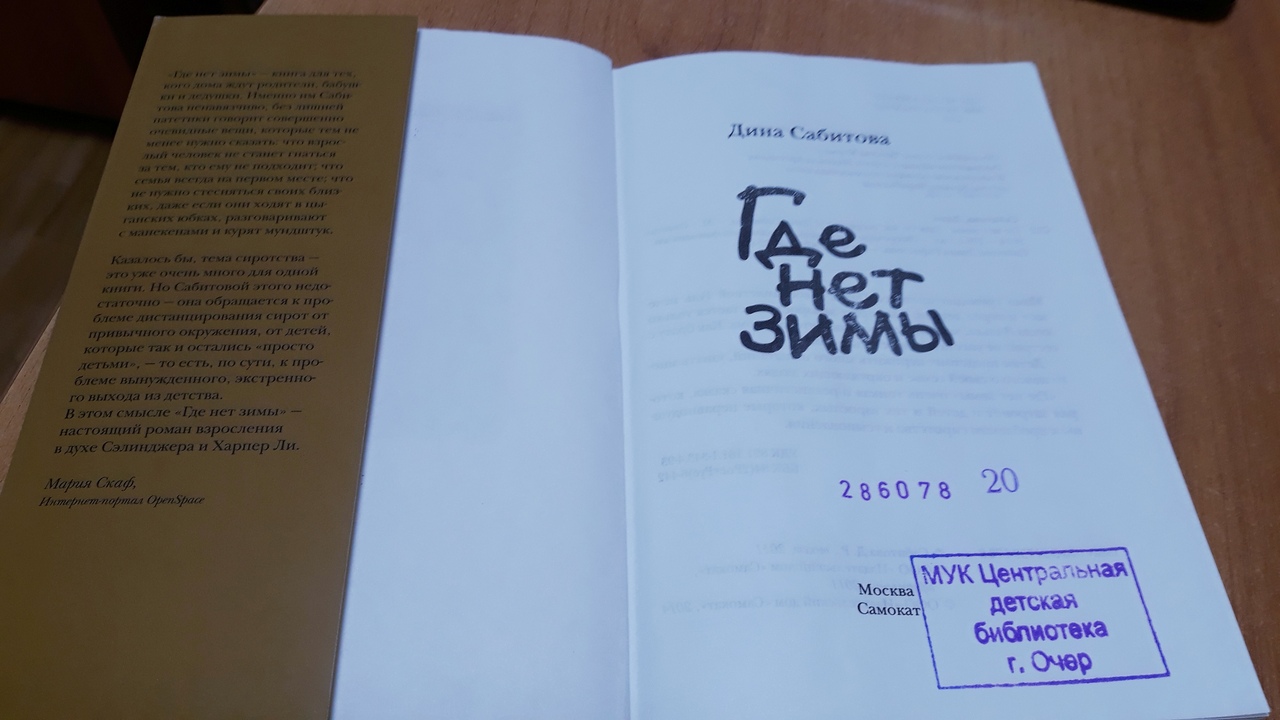 «Где нет зимы» — книга для тех,
кого дома ждут родители, бабуш-
ки и дедушки. Именно им Саби-
това ненавязчиво, без лишней
патетики говорит совершенно
очевидные вещи, которые тем не
менее нужно сказать: что взрос-
лый человек не станет гнаться
за тем, кто ему не подходит; что
семья всегда на первом месте; что
не нужно стесняться своих близ-
ких, даже если они ходят в цы-
ганских юбках, разговаривают
с манекенами и курят мундштук.
Казалось бы, тема сиротства —
это уже очень много для одной
книги. Но Сабитовой этого недо-
статочно — она обращается к про-
блеме дистанцирования сирот от
привычного окружения, от детей,
которые так и остались «просто
детьми», — то есть, по сути, к про-
блеме вынужденного, экстренно-
го выхода из детства.
В этом смысле «Где нет зимы» —
настоящий роман взросления
в духе Сэлинджера и Харпер Ли.
Мария Скаф,
Интернет-портал OpenSpace
Дина Сабитова
Где
нет
зимы
286078 20
Москва
Самокат
МУК Центральная
детская
библиотека
г. Очер